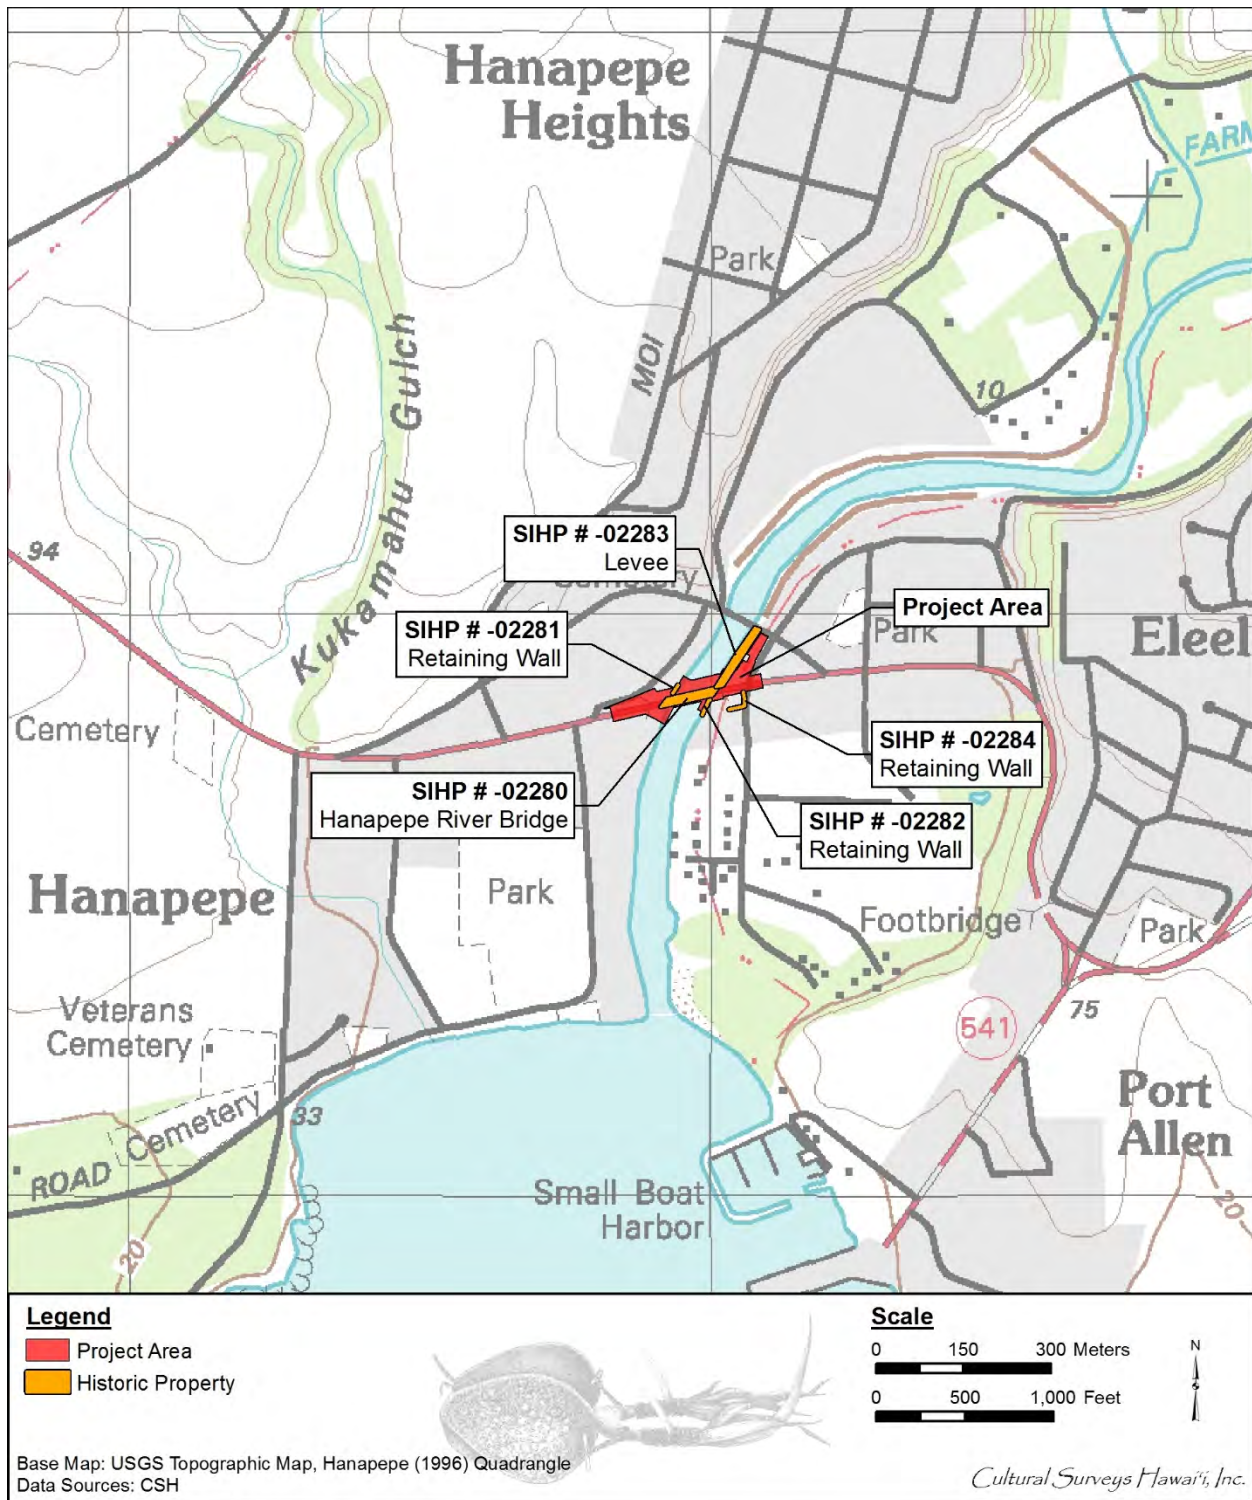 Hanapepe
Heights
FARM
Park
MOI
Kukamahu Gulch
10
94
SIHP # -02283
Levee
Cemetery
Project Area
SIHP # -02281
Retaining Wall
Park
Eleel
Cemetery
SIHP # -02284
Retaining Wall
SIHP # -02280
Hanapepe River Bridge
SIHP # -02282
Retaining Wall
Hanapepe
Park
Footbridge
Park
Veterans
Cemetery
541
75
Cemetery
33
Port
Allen
ROAD
20
Small Boat
Harbor
20
Legend
Project Area
Historic Property
Scale
0 150 300 Meters
0 500 1,000 Feet
N
Base Map: USGS Topographic Map, Hanapepe (1996) Quadrangle
Data Sources: CSH
Cultural Surveys Hawai‘i, Inc.